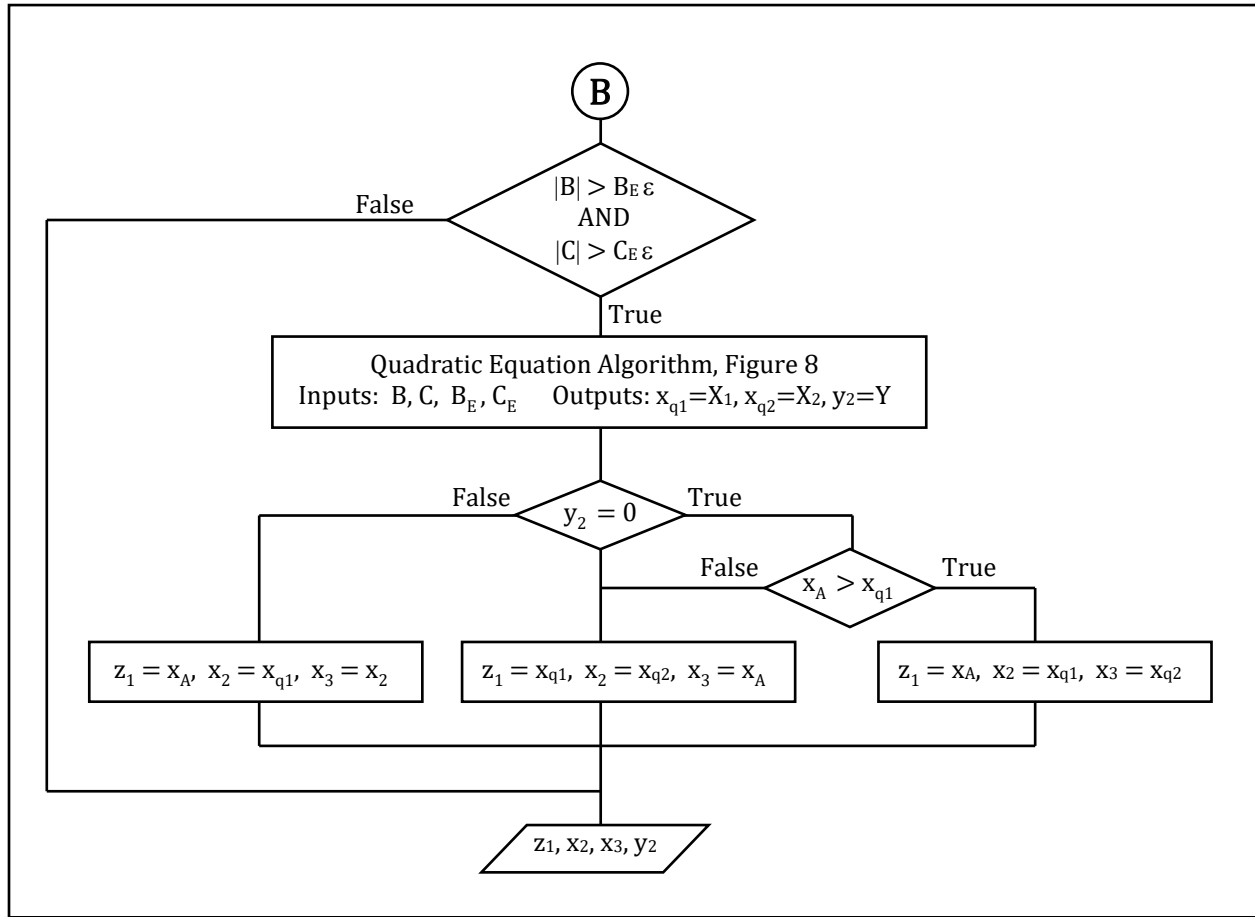 B
|B| > BE ε
AND
|C| > CE ε
False
True
Quadratic Equation Algorithm, Figure 8
Inputs: B, C, BE, CE Outputs: xq1=X1, xq2=X2, y2=Y
False
y2 = 0
True
False
xA > xq1
True
z1 = xA, x2 = xq1, x3 = x2
z1 = xq1, x2 = xq2, x3 = xA
z1 = xA, x2 = xq1, x3 = xq2
z1, x2, x3, y2